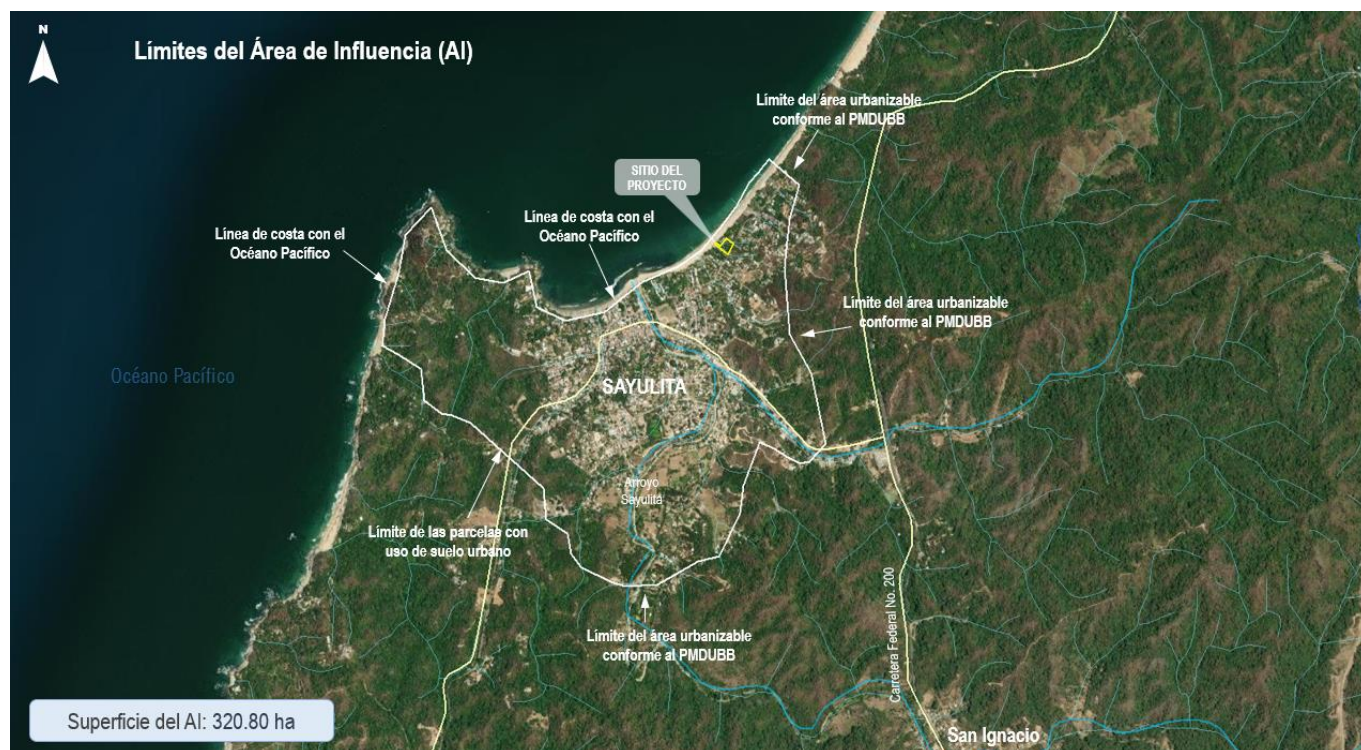 N
Límites del Área de Influencia (AI)
Límite del área urbanizable
conforme al PMDUBB
SITIO DEL
PROYECTO
Línea de costa con el
Océano Pacífico
Línea de costa con el
Océano Pacífico
Límite del área urbanizable
conforme al PMDUBB
Océano Pacífico
SAYULITA
Arroyo
Sayulita
Límite de las parcelas con
uso de suelo urbano
Carretera Federal No. 200
Límite del área urbanizable
conforme al PMDUBB
Superficie del AI: 320.80 ha
San Ignacio